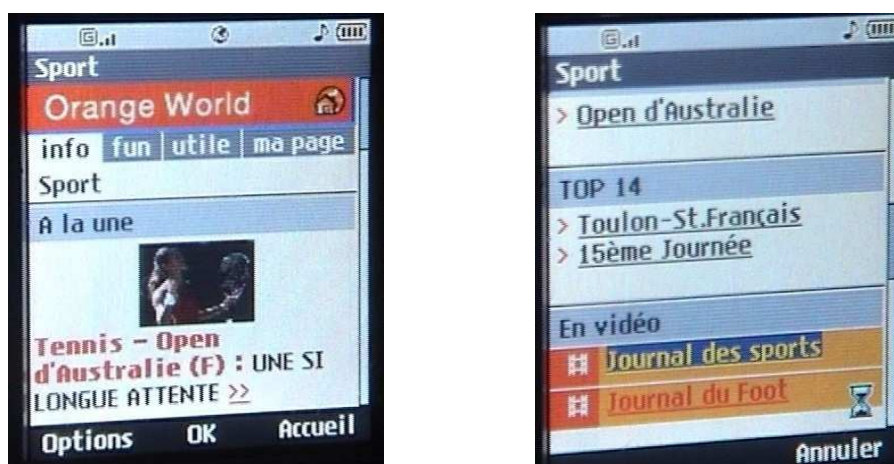 Sport
Orange World
info fun utile ma page
Sport
A la une
Tennis - Open
d'Australie (F) : UNE SI
LONGUE ATTENTE >>
Options OK Accueil
Sport
> Open d'Australie
TOP 14
> Toulon-St.Français
> 15ème Journée
En vidéo
Journal des sports
Journal du Foot
Annuler